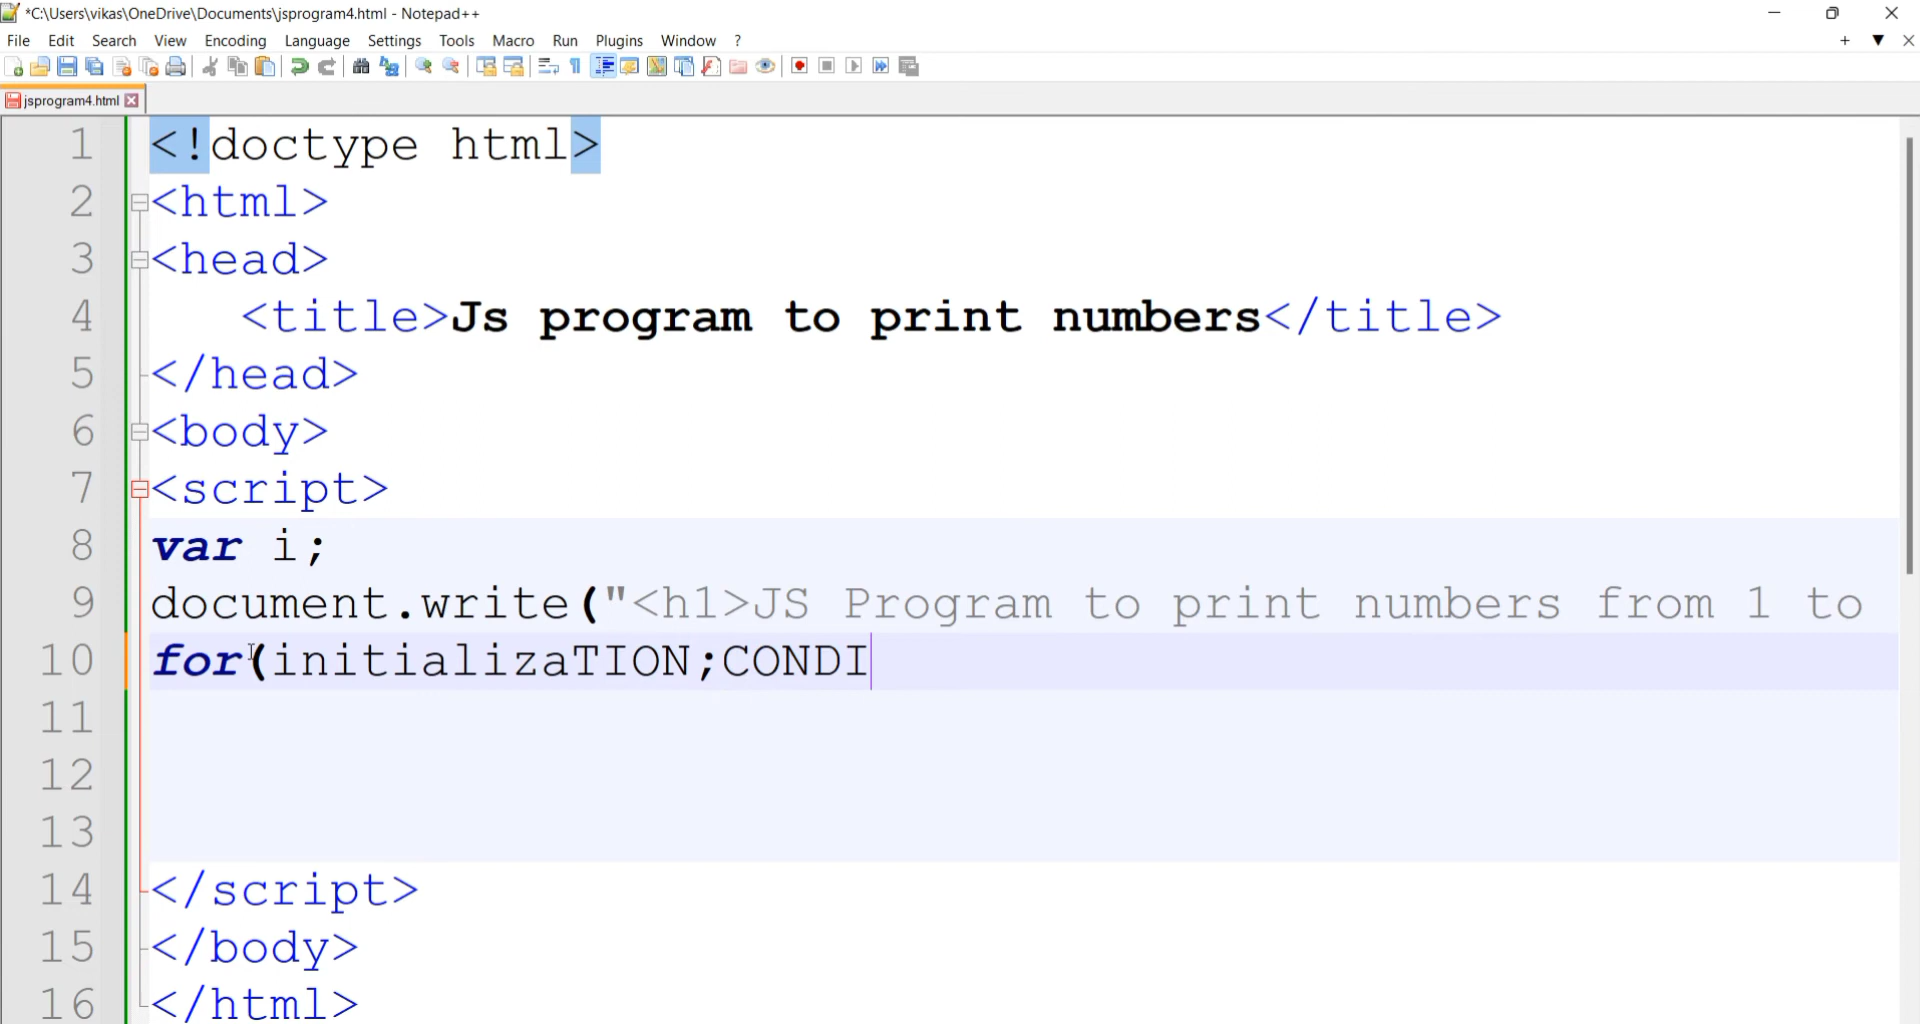 *C:\Users\vikas\OneDrive\Documents\jsprogram4.html - Notepad++
File Edit Search View Encoding Language Settings Tools Macro Run Plugins Window ?
jsprogram4.html
1 <!doctype html>
2 <html>
3 <head>
4 <title>Js program to print numbers</title>
5 </head>
6 <body>
7 <script>
8 var i;
9 document.write("<h1>JS Program to print numbers from 1 to
10 for(initializaTION;CONDI
11
12
13
14 </script>
15 </body>
16 </html>